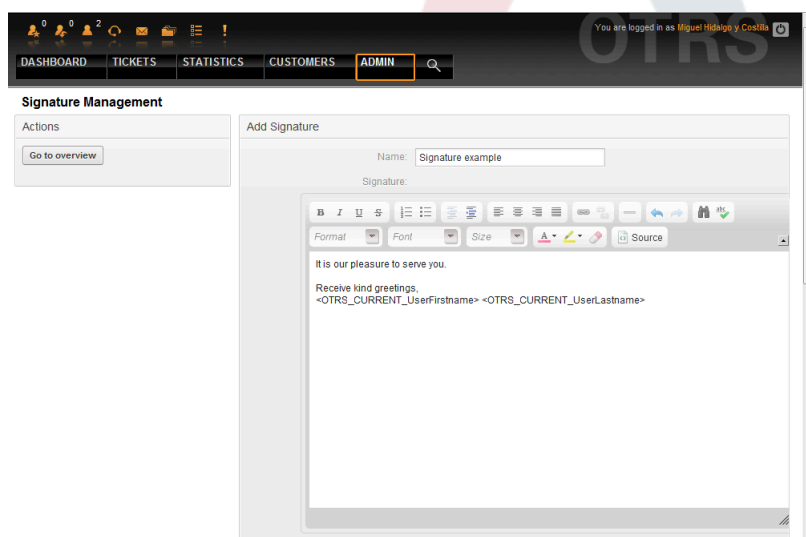 0 0 2
You are logged in as Miguel Hidalgo y Costilla
OTRS
DASHBOARD TICKETS STATISTICS CUSTOMERS ADMIN
Signature Management
Actions
Go to overview
Add Signature
Name: Signature example
Signature:
B I U S
Format Font Size A Source
It is our pleasure to serve you.
Receive kind greetings,
<OTRS_CURRENT_UserFirstname> <OTRS_CURRENT_UserLastname>